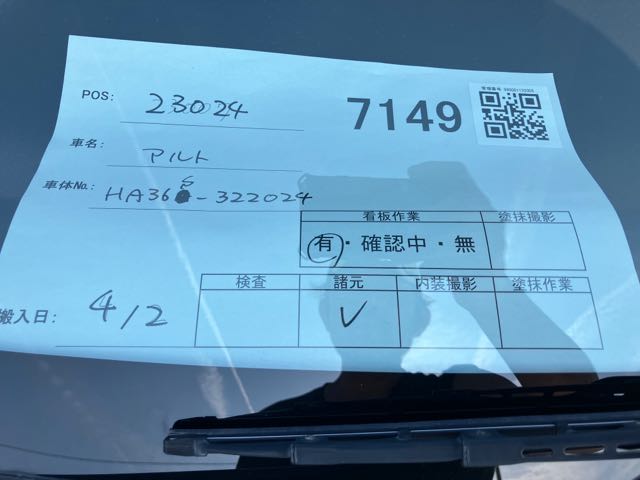 POS: 23024
7149
車名: アルト
車体No.: HA36S-322024
看板作業 塗抹撮影
有・確認中・無
検査 諸元 内装撮影 塗抹作業
搬入日: 4/2 ✓